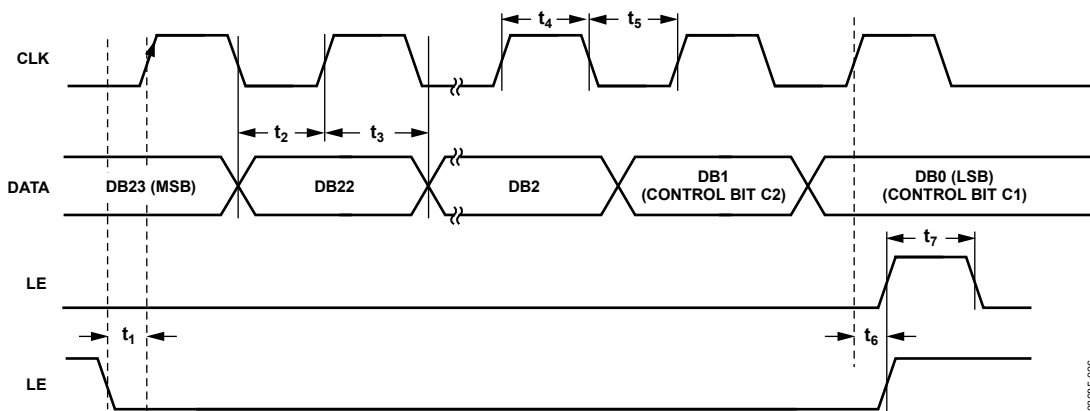 t₄
t₅
CLK
t₂
t₃
DATA
DB23 (MSB)
DB22
DB2
DB1
(CONTROL BIT C2)
DB0 (LSB)
(CONTROL BIT C1)
t₇
LE
t₁
t₆
LE